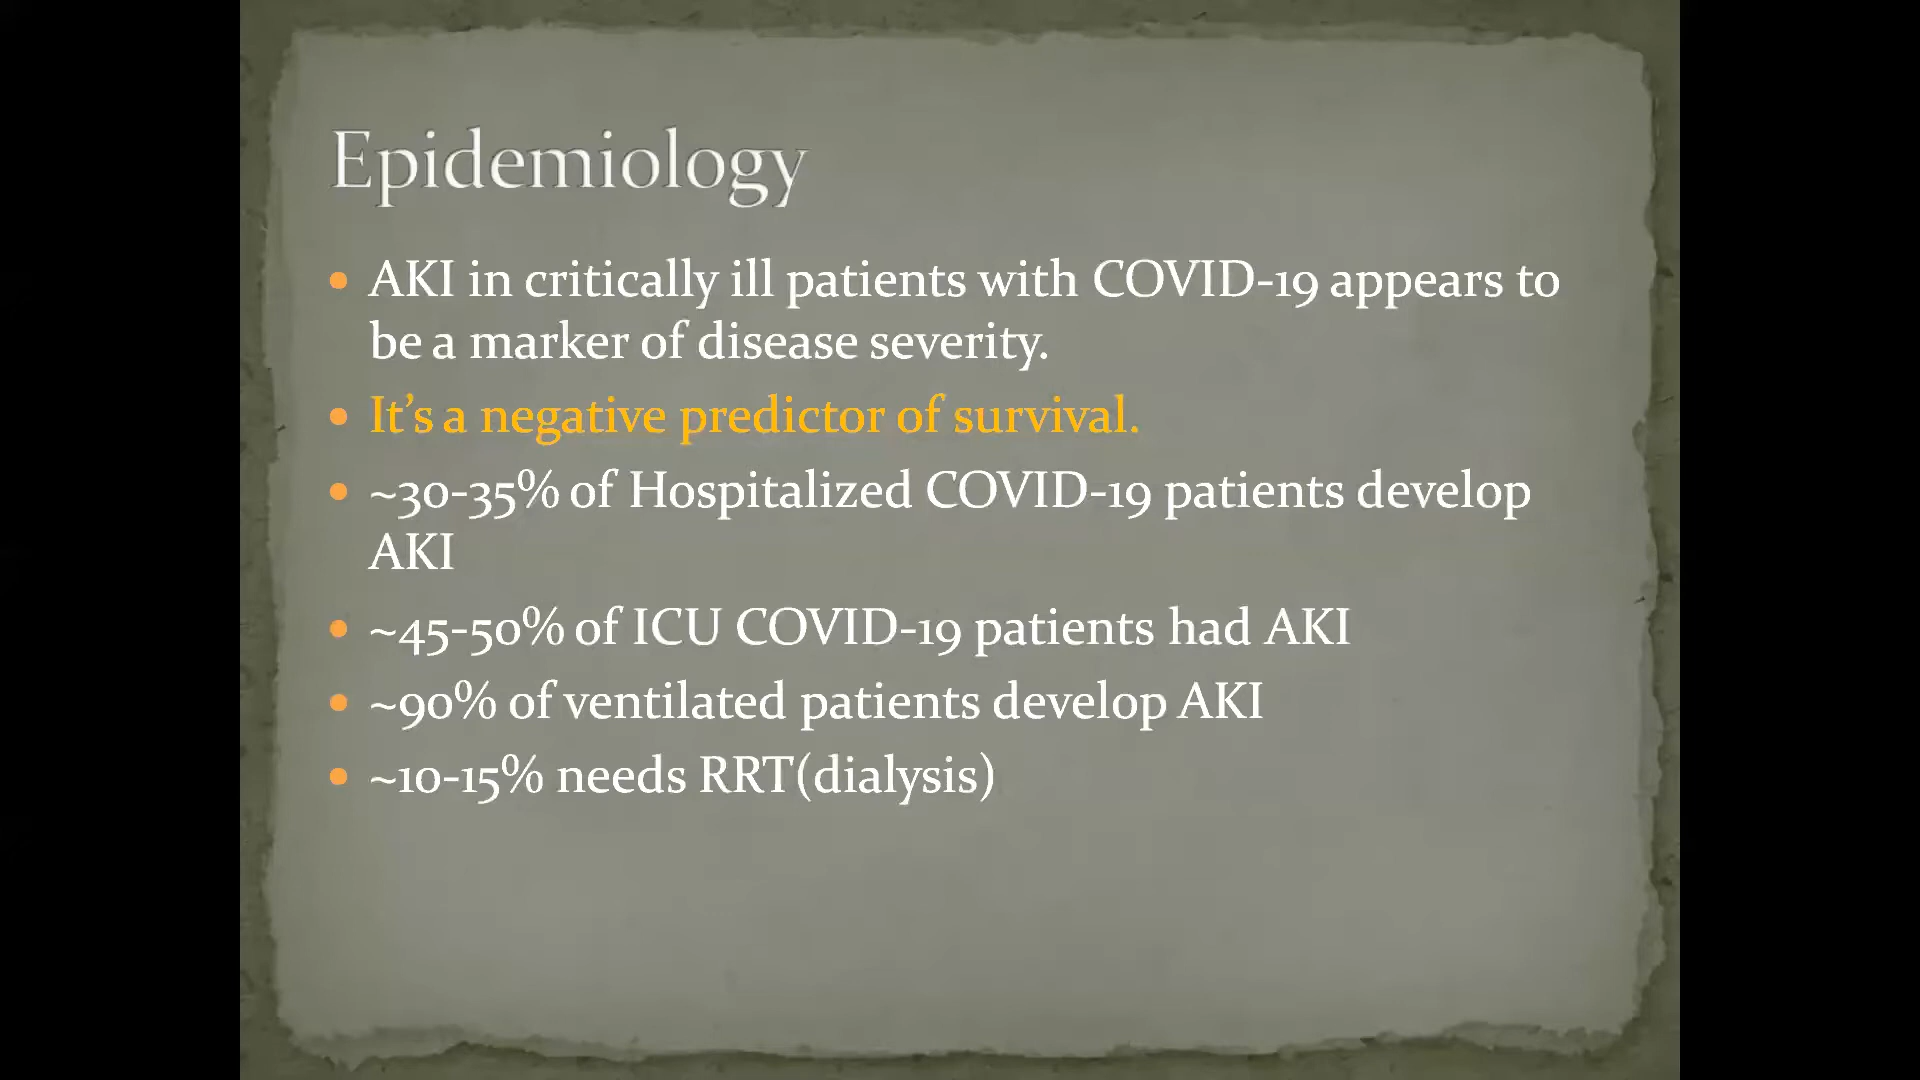 Epidemiology
• AKI in critically ill patients with COVID-19 appears to
be a marker of disease severity.
• It’s a negative predictor of survival.
• ~30-35% of Hospitalized COVID-19 patients develop
AKI
• ~45-50% of ICU COVID-19 patients had AKI
• ~90% of ventilated patients develop AKI
• ~10-15% needs RRT(dialysis)